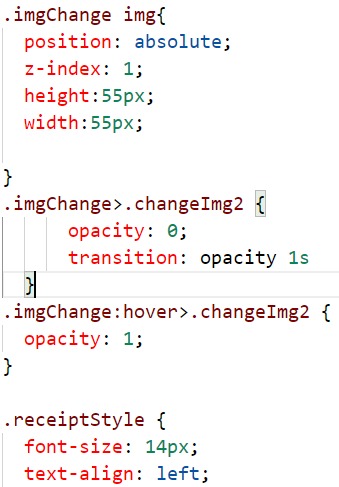 .imgChange img{
position: absolute;
z-index: 1;
height:55px;
width:55px;
}
.imgChange>.changeImg2 {
opacity: 0;
transition: opacity 1s
}
.imgChange:hover>.changeImg2 {
opacity: 1;
}
.receiptStyle {
font-size: 14px;
text-align: left;